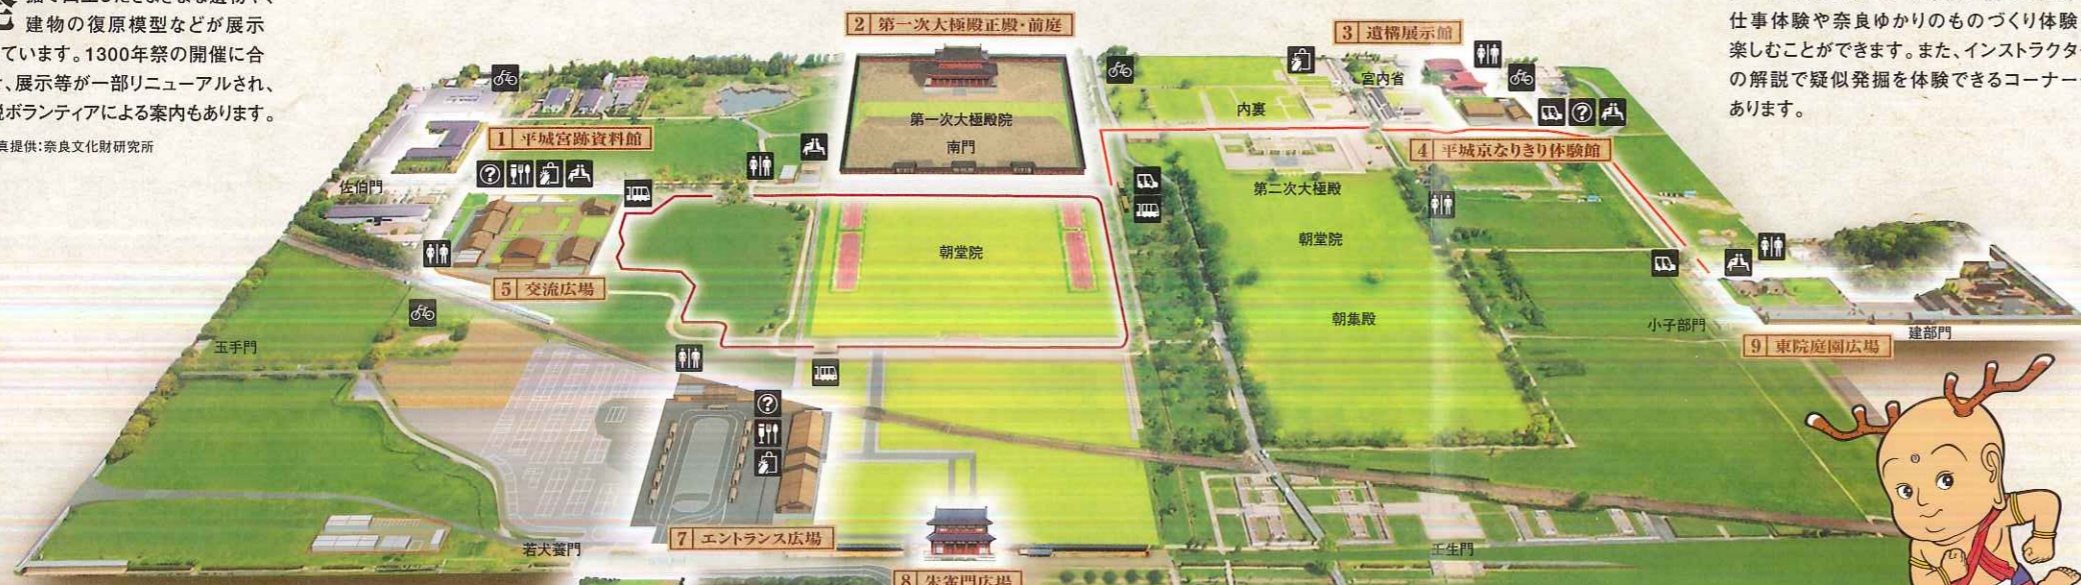 建物の復原模型などが展示
ています。1300年祭の開催に合
、展示等が一部リニューアルされ、
説ボランティアによる案内もあります。
真提供:奈良文化財研究所
仕事体験や奈良ゆかりのものづくり体験
楽しむことができます。また、インストラクター
の解説で疑似発掘を体験できるコーナー
あります。
2 第一次大極殿正殿・前庭
3 遺構展示館
宮内省
内裏
第一次大極殿院
南門
1 平城宮跡資料館
4 平城京なりきり体験館
佐伯門
第二次大極殿
朝堂院
朝堂院
5 交流広場
朝集殿
玉手門
小子部門
建部門
9 東院庭園広場
7 エントランス広場
若犬養門
壬生門
8 朱雀門広場